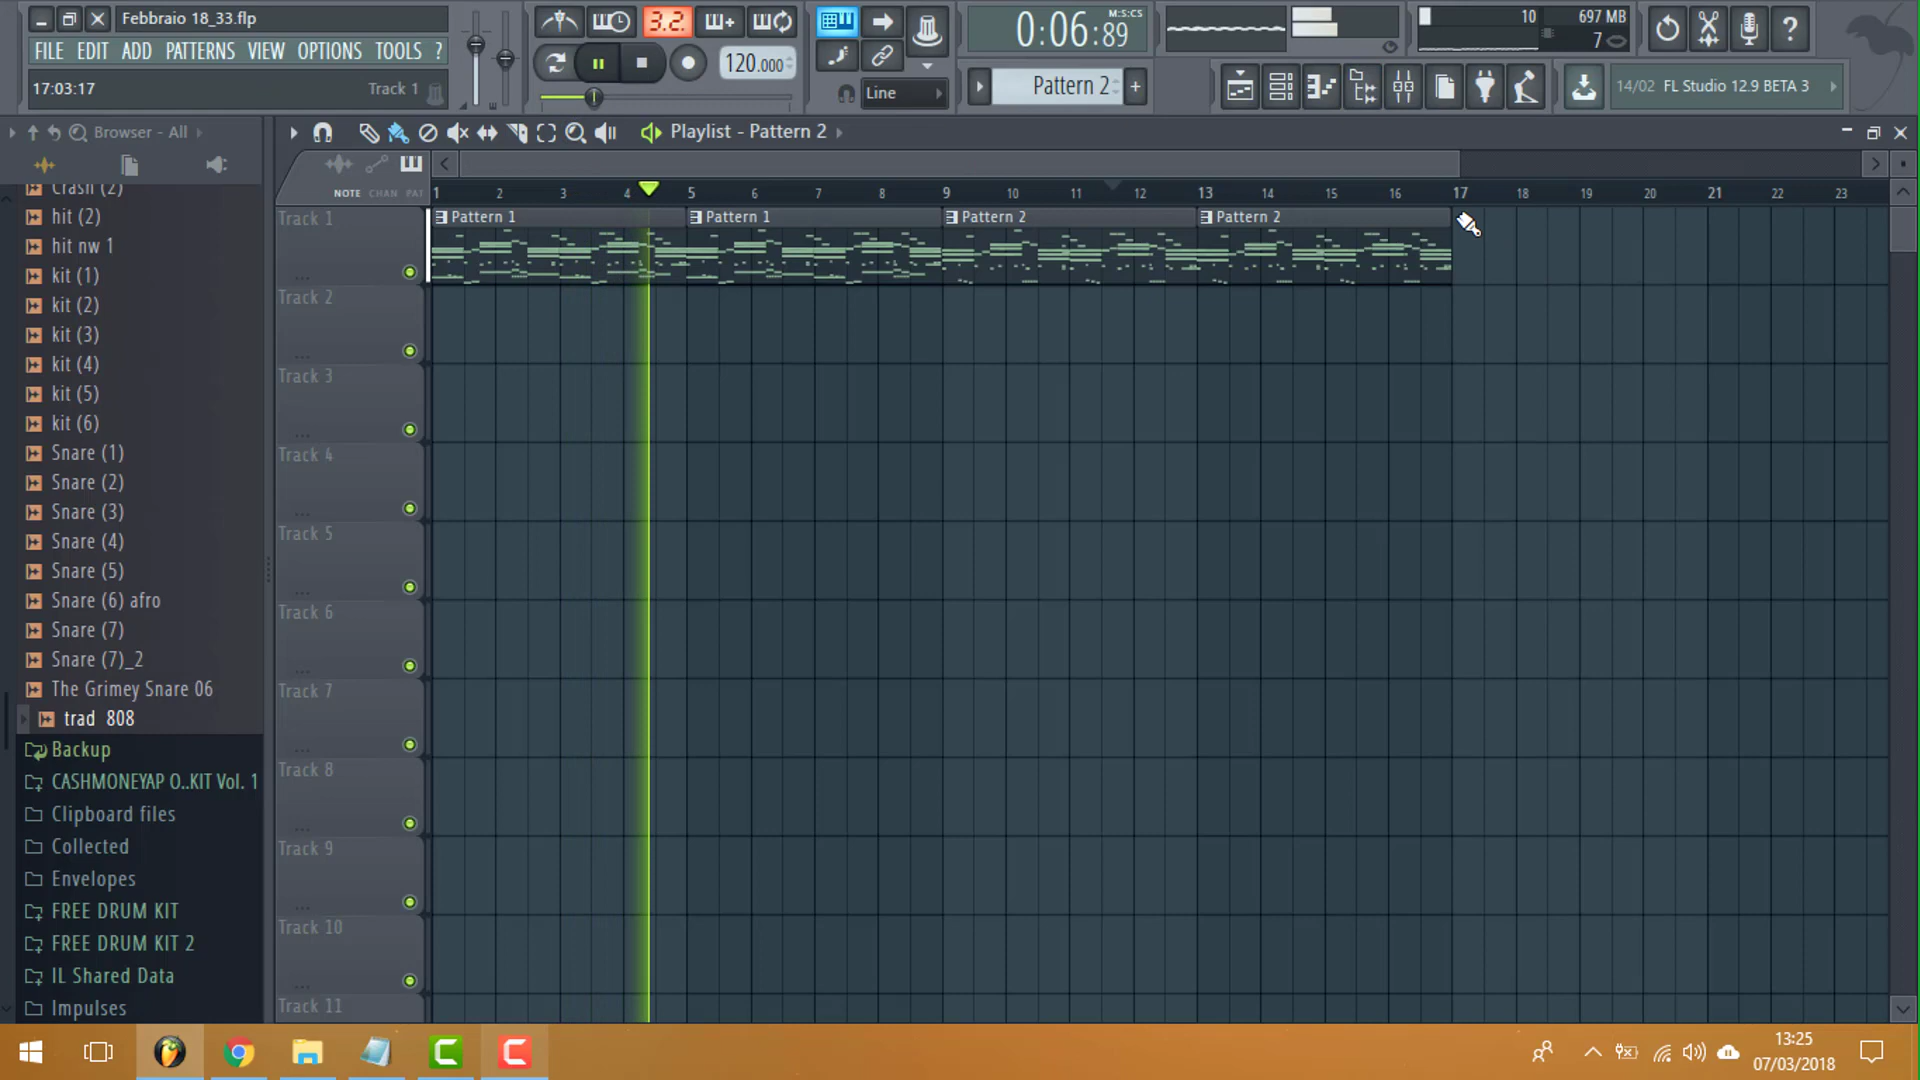 Febbraio 18_33.flp
FILE EDIT ADD PATTERNS VIEW OPTIONS TOOLS ?
17:03:17 Track 1
3.2
120.000
Line
0:06:89
M:S:CS
Pattern 2
10
697 MB
7
14/02 FL Studio 12.9 BETA 3
Browser - All
Playlist - Pattern 2
NOTE CHAN PAT
1 2 3 4 5 6 7 8 9 10 11 12 13 14 15 16 17 18 19 20 21 22 23
Pattern 1 Pattern 1 Pattern 2 Pattern 2
Track 1
Track 2
Track 3
Track 4
Track 5
Track 6
Track 7
Track 8
Track 9
Track 10
Track 11
Crash (2)
hit (2)
hit nw 1
kit (1)
kit (2)
kit (3)
kit (4)
kit (5)
kit (6)
Snare (1)
Snare (2)
Snare (3)
Snare (4)
Snare (5)
Snare (6) afro
Snare (7)
Snare (7)_2
The Grimey Snare 06
trad 808
Backup
CASHMONEYAP O..KIT Vol. 1
Clipboard files
Collected
Envelopes
FREE DRUM KIT
FREE DRUM KIT 2
IL Shared Data
Impulses
13:25
07/03/2018